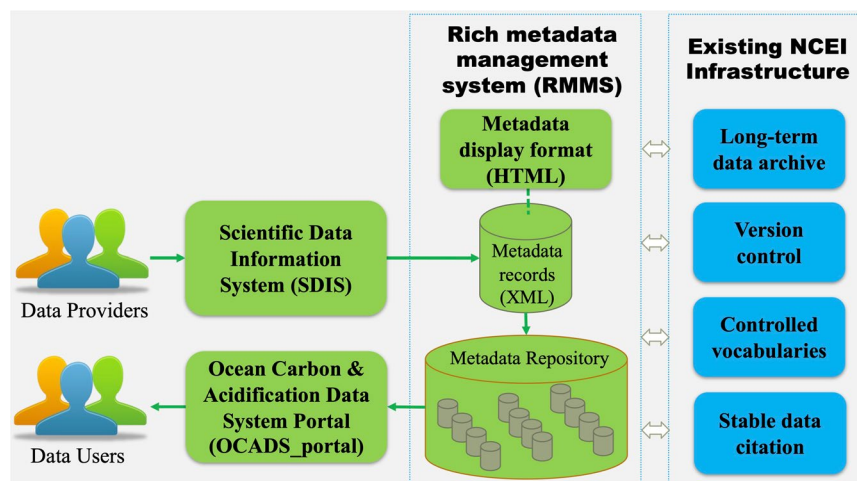 Rich metadata
management
system (RMMS)
Existing NCEI
Infrastructure
Metadata
display format
(HTML)
Long-term
data archive
Scientific Data
Information
System (SDIS)
Metadata
records
(XML)
Version
control
Data Providers
Controlled
vocabularies
Metadata Repository
Ocean Carbon &
Acidification Data
System Portal
(OCADS_portal)
Stable data
citation
Data Users